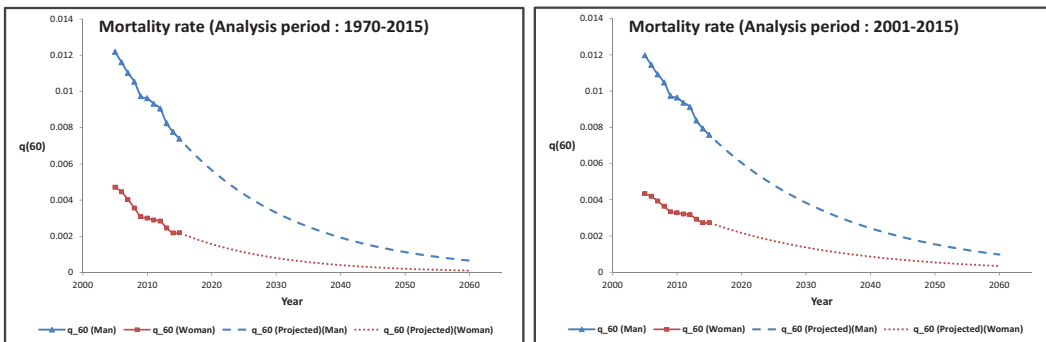 Mortality rate (Analysis period : 1970-2015)
0.014
0.012
0.01
0.008
q(60)
0.006
0.004
0.002
0
2000 2010 2020 2030 2040 2050 2060
Year
q_60 (Man) q_60 (Woman) q_60 (Projected)(Man) q_60 (Projected)(Woman)
Mortality rate (Analysis period : 2001-2015)
0.014
0.012
0.01
0.008
q(60)
0.006
0.004
0.002
0
2000 2010 2020 2030 2040 2050 2060
Year
q_60 (Man) q_60 (Woman) q_60 (Projected)(Man) q_60 (Projected)(Woman)